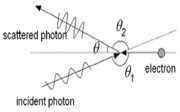 θ₂
scattered photon
θ
θ₁
electron
incident photon